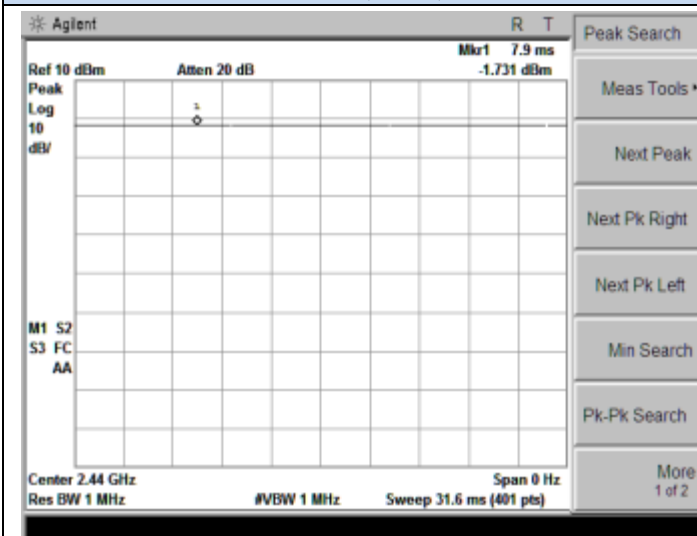 Agilent R T
Mkr1 7.9 ms
Ref 10 dBm Atten 20 dB -1.731 dBm
Peak
Log
10
dB/
1
M1 S2
S3 FC
AA
Center 2.44 GHz Span 0 Hz
Res BW 1 MHz #VBW 1 MHz Sweep 31.6 ms (401 pts)
Peak Search
Meas Tools
Next Peak
Next Pk Right
Next Pk Left
Min Search
Pk-Pk Search
More
1 of 2